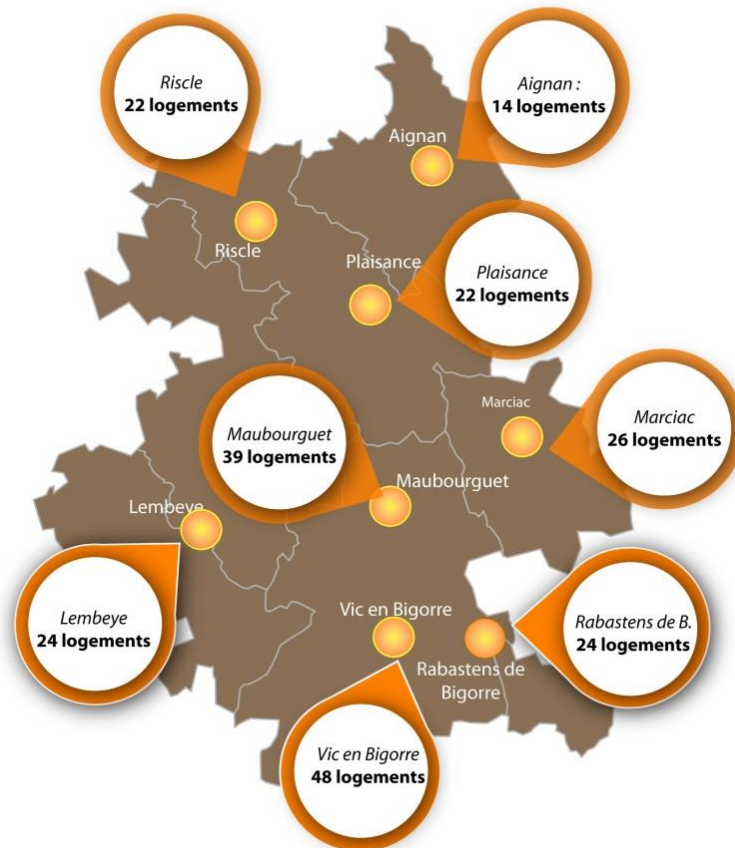 Riscle
22 logements
Aignan :
14 logements
Aignan
Riscle
Plaisance
Plaisance
22 logements
Marciac
Marciac
26 logements
Maubourguet
39 logements
Maubourguet
Lembeye
Lembeye
24 logements
Vic en Bigorre
Rabastens de B.
24 logements
Rabastens de
Bigorre
Vic en Bigorre
48 logements